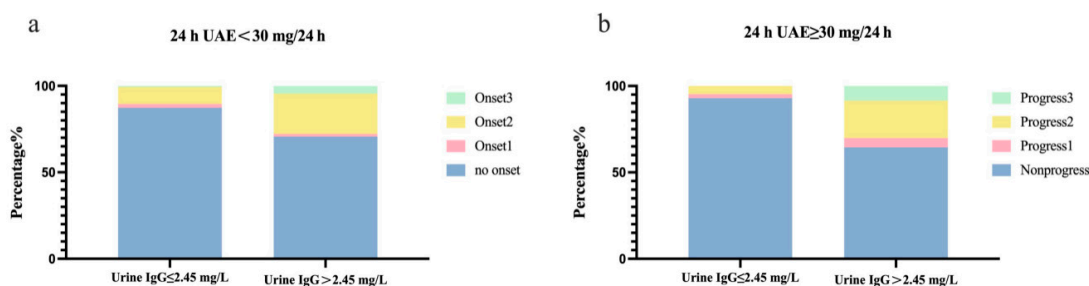 a
24 h UAE<30 mg/24 h
Percentage%
100
50
0
Urine IgG≤2.45 mg/L
Urine IgG>2.45 mg/L
Onset3
Onset2
Onset1
no onset
b
24 h UAE≥30 mg/24 h
Percentage%
100
50
0
Urine IgG≤2.45 mg/L
Urine IgG>2.45 mg/L
Progress3
Progress2
Progress1
Nonprogress